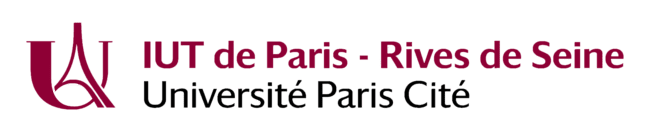 IUT de Paris - Rives de Seine
Université Paris Cité